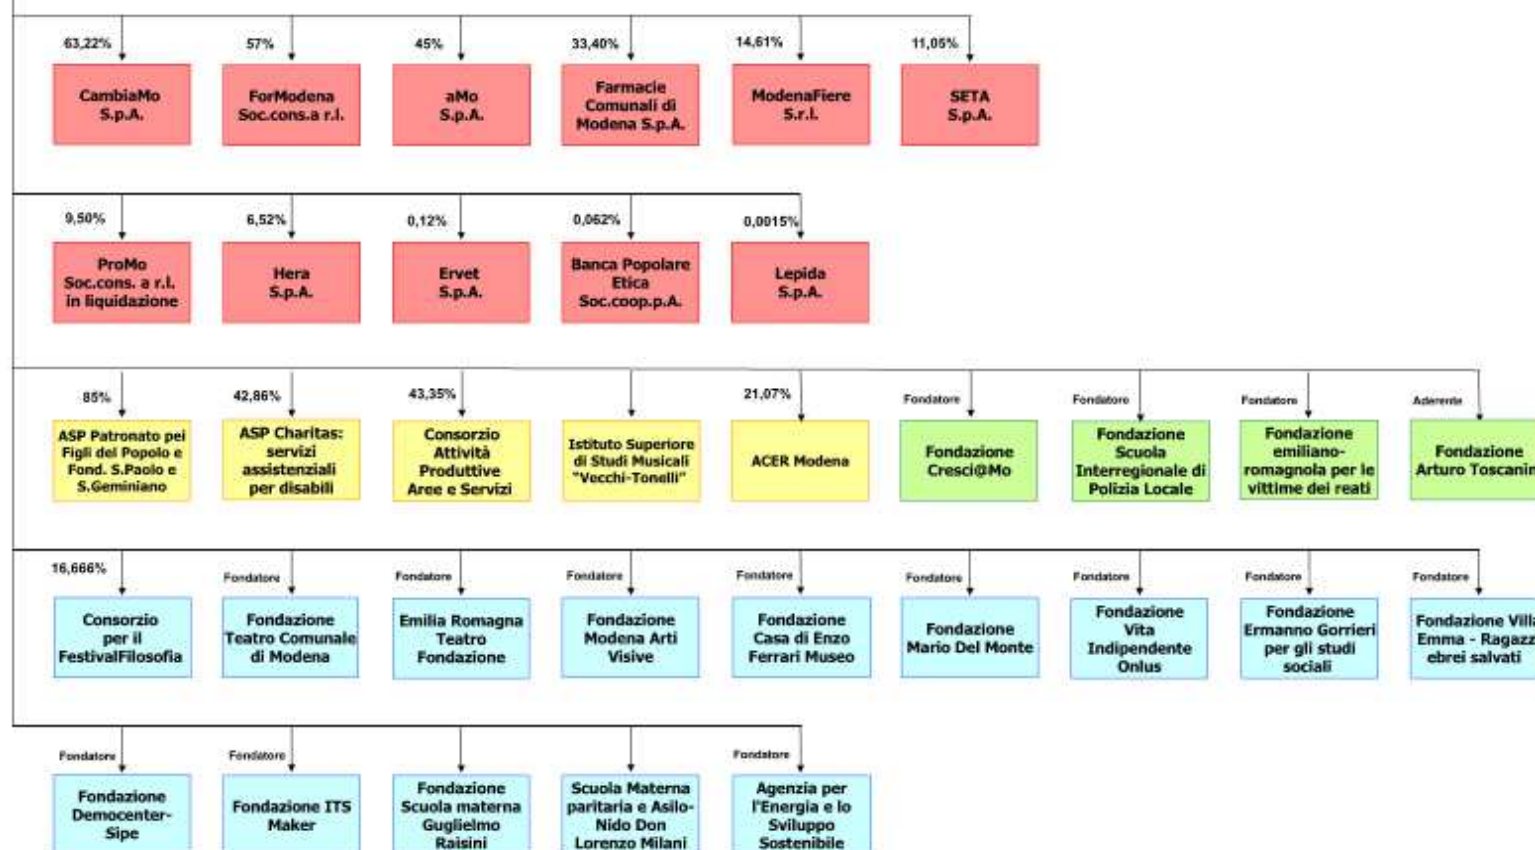 63,22%
57%
45%
33,40%
14,61%
11,05%
CambiaMo
S.p.A.
ForModena
Soc.cons.a r.l.
aMo
S.p.A.
Farmacie
Comunali di
Modena S.p.A.
ModenaFiere
S.r.l.
SETA
S.p.A.
9,50%
6,52%
0,12%
0,062%
0,0015%
ProMo
Soc.cons. a r.l.
in liquidazione
Hera
S.p.A.
Ervet
S.p.A.
Banca Popolare
Etica
Soc.coop.p.A.
Lepida
S.p.A.
85%
42,86%
43,35%
21,07%
Fondatore
Fondatore
Fondatore
Aderente
ASP Patronato pei
Figli del Popolo e
Fond. S.Paolo e
S.Geminiano
ASP Charitas:
servizi
assistenziali
per disabili
Consorzio
Attività
Produttive
Aree e Servizi
Istituto Superiore
di Studi Musicali
"Vecchi-Tonelli"
ACER Modena
Fondazione
Cresci@Mo
Fondazione
Scuola
Interregionale di
Polizia Locale
Fondazione
emiliano-
romagnola per le
vittime dei reati
Fondazione
Arturo Toscanin
16,666%
Fondatore
Fondatore
Fondatore
Fondatore
Fondatore
Fondatore
Fondatore
Fondatore
Consorzio
per il
FestivalFilosofia
Fondazione
Teatro Comunale
di Modena
Emilia Romagna
Teatro
Fondazione
Fondazione
Modena Arti
Visive
Fondazione
Casa di Enzo
Ferrari Museo
Fondazione
Mario Del Monte
Fondazione
Vita
Indipendente
Onlus
Fondazione
Ermanno Gorrieri
per gli studi
sociali
Fondazione Villa
Emma - Ragazz
ebrei salvati
Fondatore
Fondatore
Fondatore
Fondazione
Democenter-
Sipe
Fondazione ITS
Maker
Fondazione
Scuola materna
Guglielmo
Raisini
Scuola Materna
paritaria e Asilo-
Nido Don
Lorenzo Milani
Agenzia per
l'Energia e lo
Sviluppo
Sostenibile